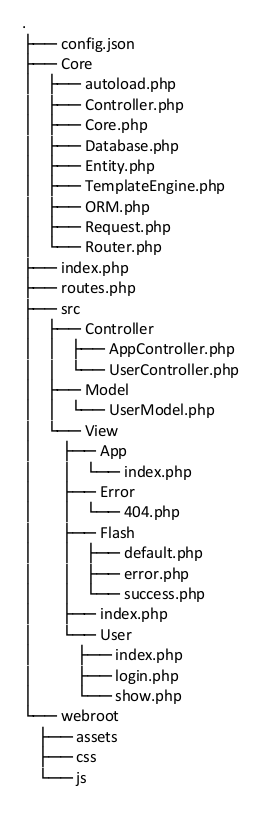 .
├── config.json
├── Core
│   ├── autoload.php
│   ├── Controller.php
│   ├── Core.php
│   ├── Database.php
│   ├── Entity.php
│   ├── TemplateEngine.php
│   ├── ORM.php
│   ├── Request.php
│   └── Router.php
├── index.php
├── routes.php
├── src
│   ├── Controller
│   │   ├── AppController.php
│   │   └── UserController.php
│   ├── Model
│   │   └── UserModel.php
│   └── View
│       ├── App
│       │   └── index.php
│       ├── Error
│       │   └── 404.php
│       ├── Flash
│       │   ├── default.php
│       │   ├── error.php
│       │   └── success.php
│       ├── index.php
│       └── User
│           ├── index.php
│           ├── login.php
│           └── show.php
└── webroot
    ├── assets
    ├── css
    └── js